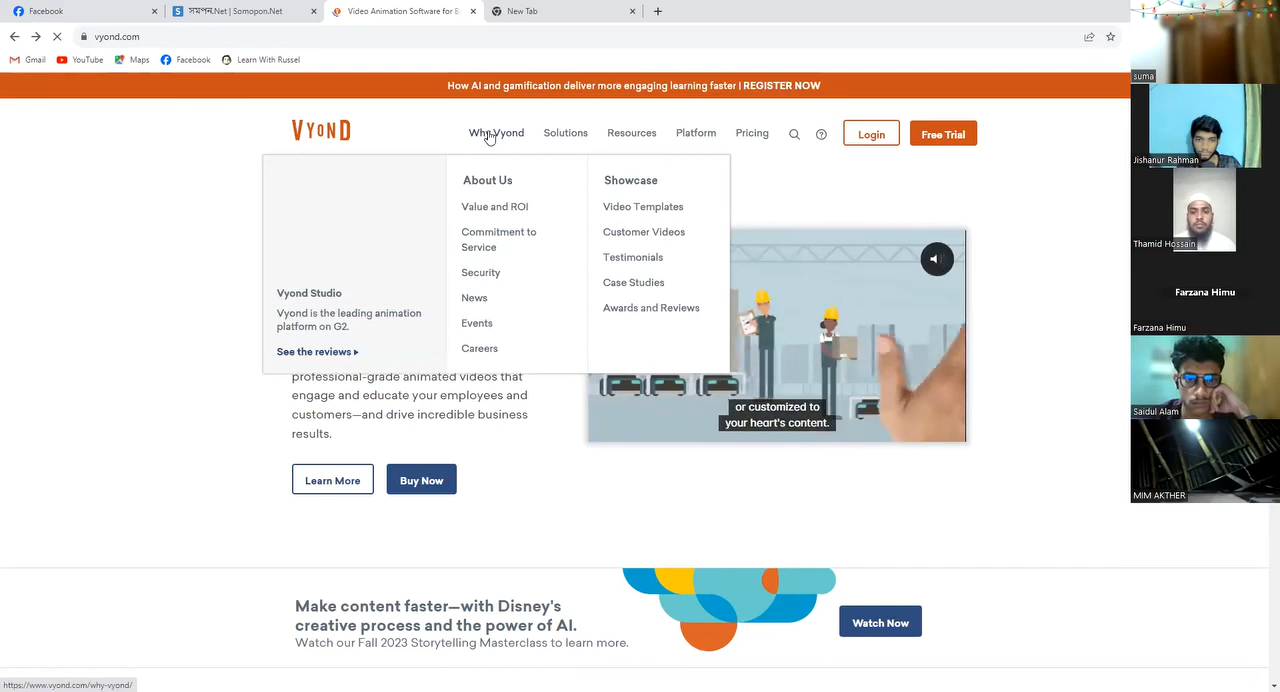 Facebook
সমপন.Net | Somopon.Net
Video Animation Software for B
New Tab
vyond.com
Gmail
YouTube
Maps
Facebook
Learn With Russel
How AI and gamification deliver more engaging learning faster | REGISTER NOW
VYOND
Why Vyond
Solutions
Resources
Platform
Pricing
Login
Free Trial
Vyond Studio
Vyond is the leading animation
platform on G2.
See the reviews
About Us
Value and ROI
Commitment to
Service
Security
News
Events
Careers
Showcase
Video Templates
Customer Videos
Testimonials
Case Studies
Awards and Reviews
professional-grade animated videos that
engage and educate your employees and
customers—and drive incredible business
results.
Learn More
Buy Now
or customized to
your heart's content.
Make content faster—with Disney's
creative process and the power of AI.
Watch our Fall 2023 Storytelling Masterclass to learn more.
Watch Now
https://www.vyond.com/why-vyond/
suma
Jishanur Rahman
Thamid Hossain
Farzana Himu
Farzana Himu
Saidul Alam
MIM AKTHER